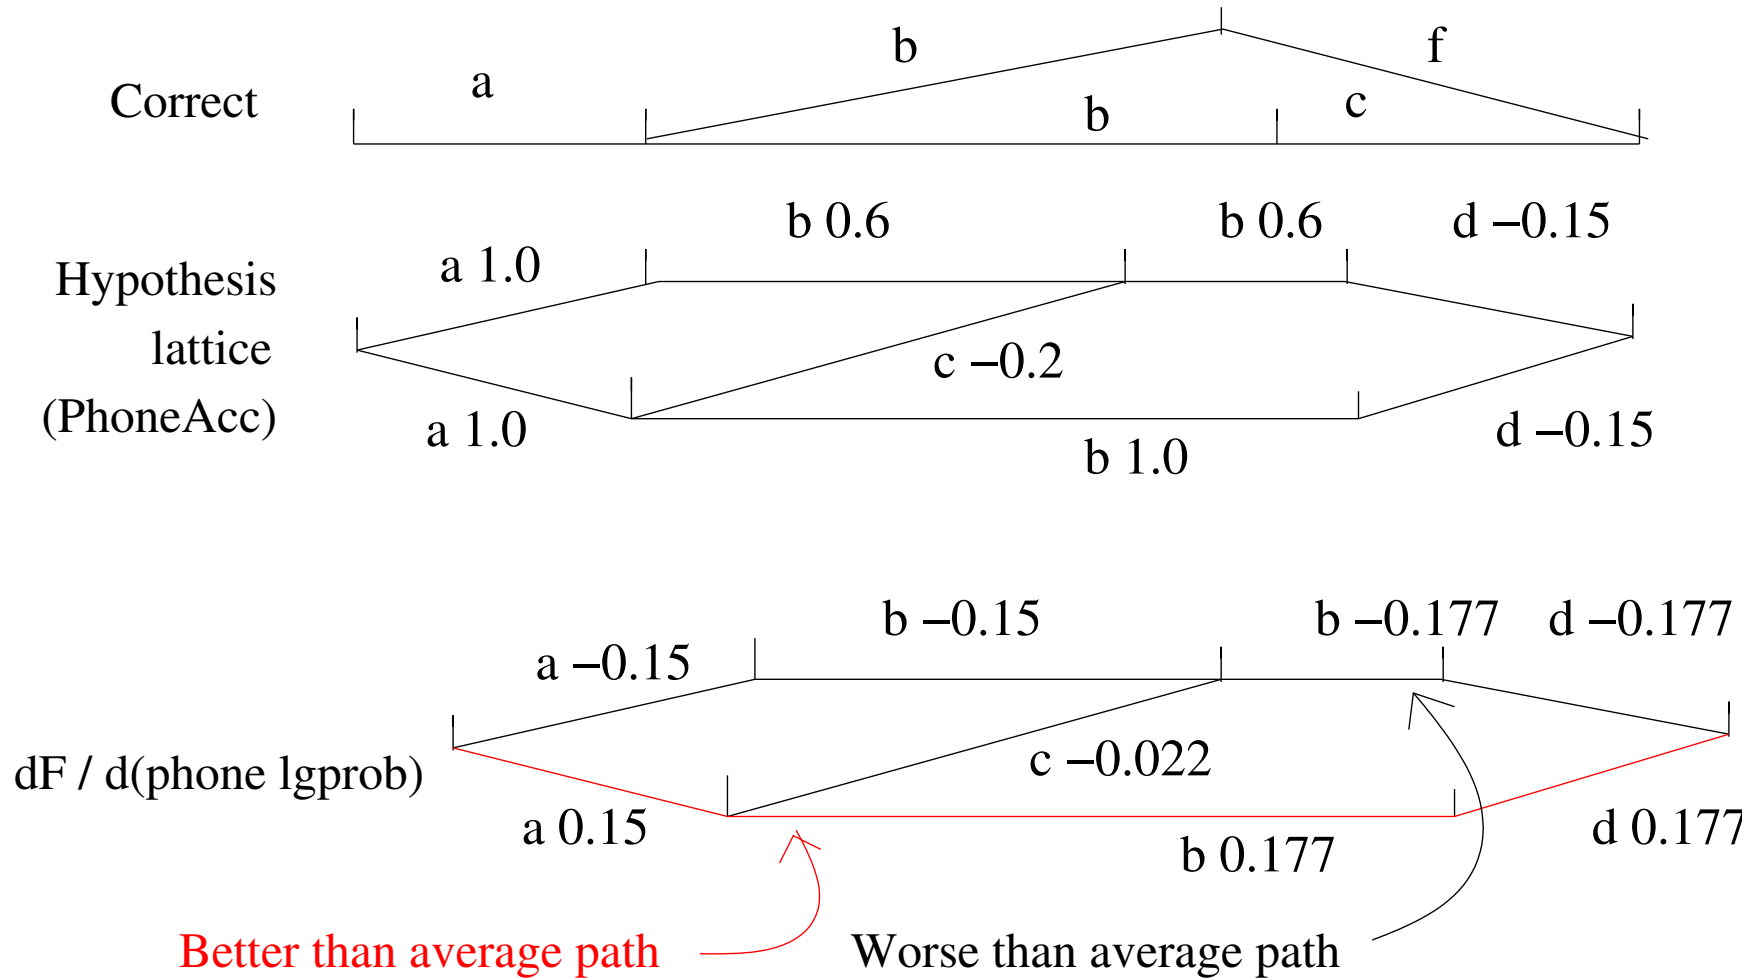 b f
a
Correct b c
b 0.6 b 0.6 d −0.15
a 1.0
Hypothesis
lattice
c −0.2
(PhoneAcc)
a 1.0 d −0.15
b 1.0
b −0.15 b −0.177 d −0.177
a −0.15
c −0.022
dF / d(phone lgprob)
a 0.15 d 0.177
b 0.177
Better than average path Worse than average path